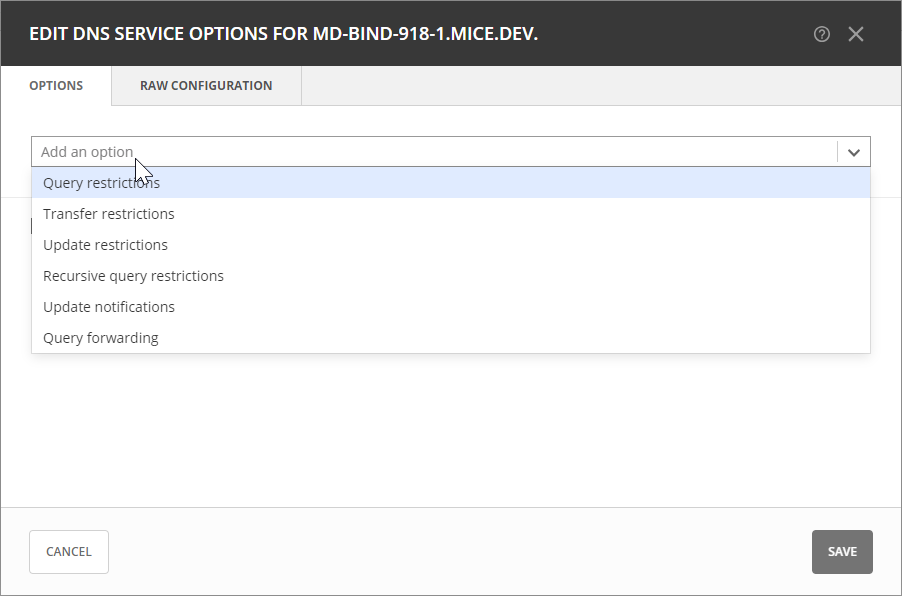 EDIT DNS SERVICE OPTIONS FOR MD-BIND-918-1.MICE.DEV.
OPTIONS
RAW CONFIGURATION
Add an option
Query restrictions
Transfer restrictions
Update restrictions
Recursive query restrictions
Update notifications
Query forwarding
CANCEL
SAVE